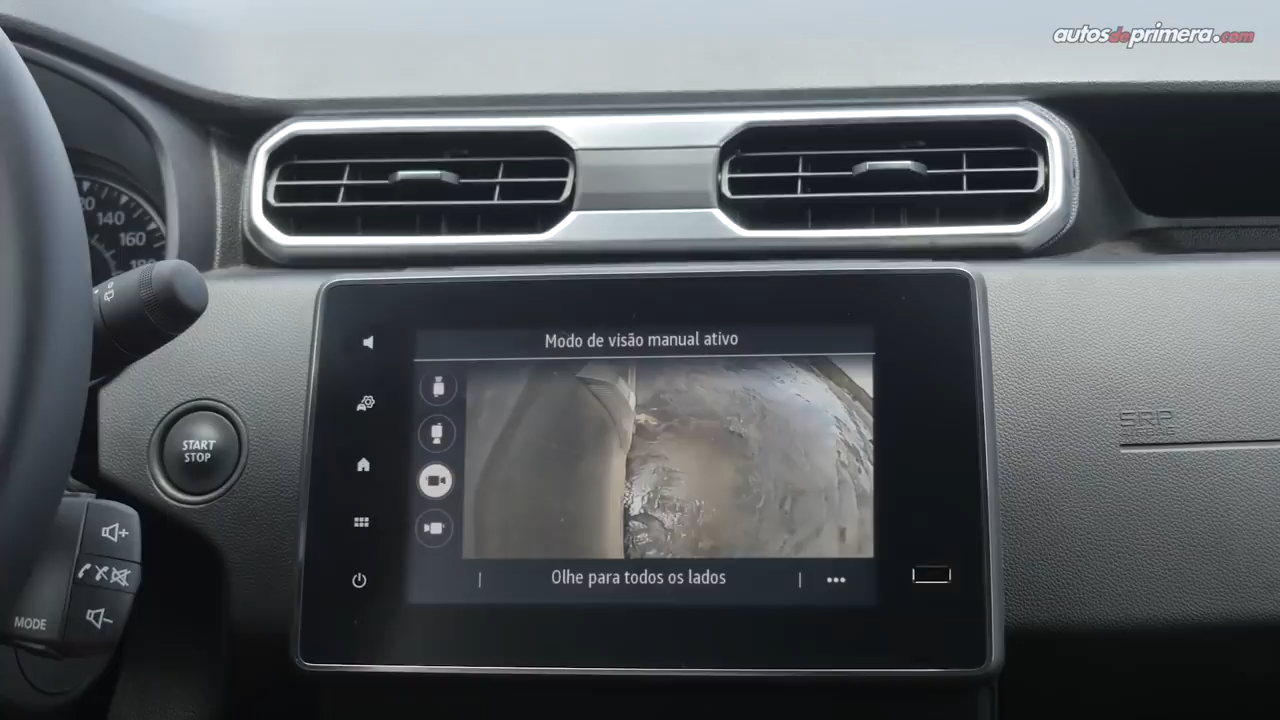 autosdeprimera.com
140
160
START
STOP
Modo de visão manual ativo
Olhe para todos os lados
SRP
MODE